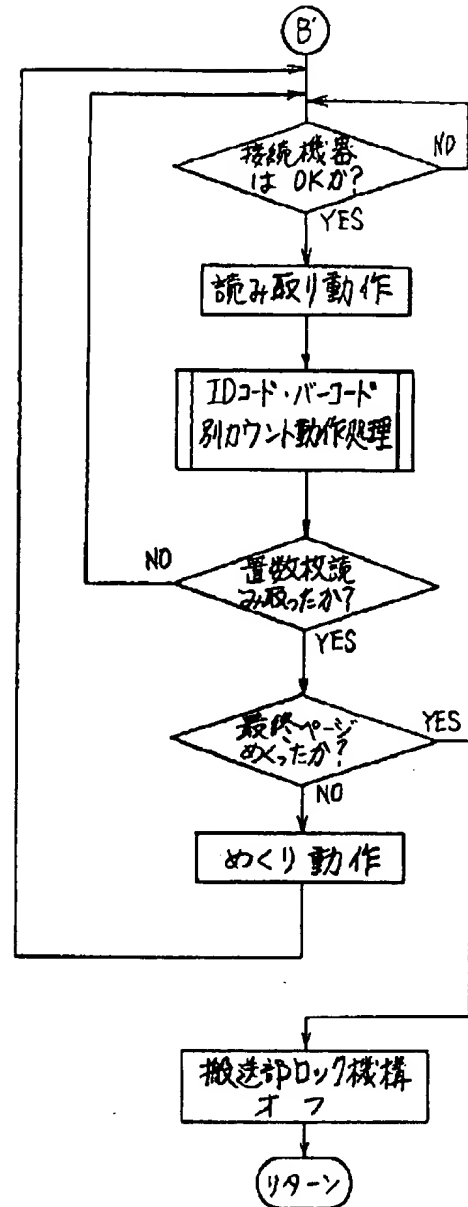 B'
接続機器
は OKか?
NO
YES
読み取り動作
IDコード・バーコード
別カウント動作処理
NO
置数枚読
み取ったか?
YES
最終ページ
めくったか?
YES
NO
めくり動作
搬送部ロック機構
オフ
リターン